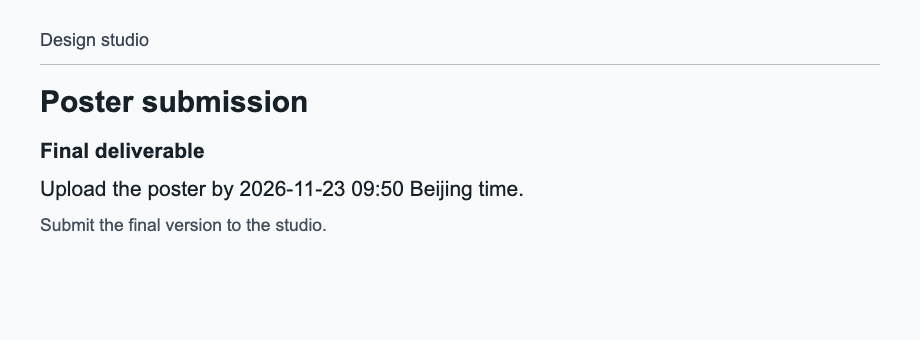 Design studio
Poster submission
Final deliverable
Upload the poster by 2026-11-23 09:50 Beijing time.
Submit the final version to the studio.